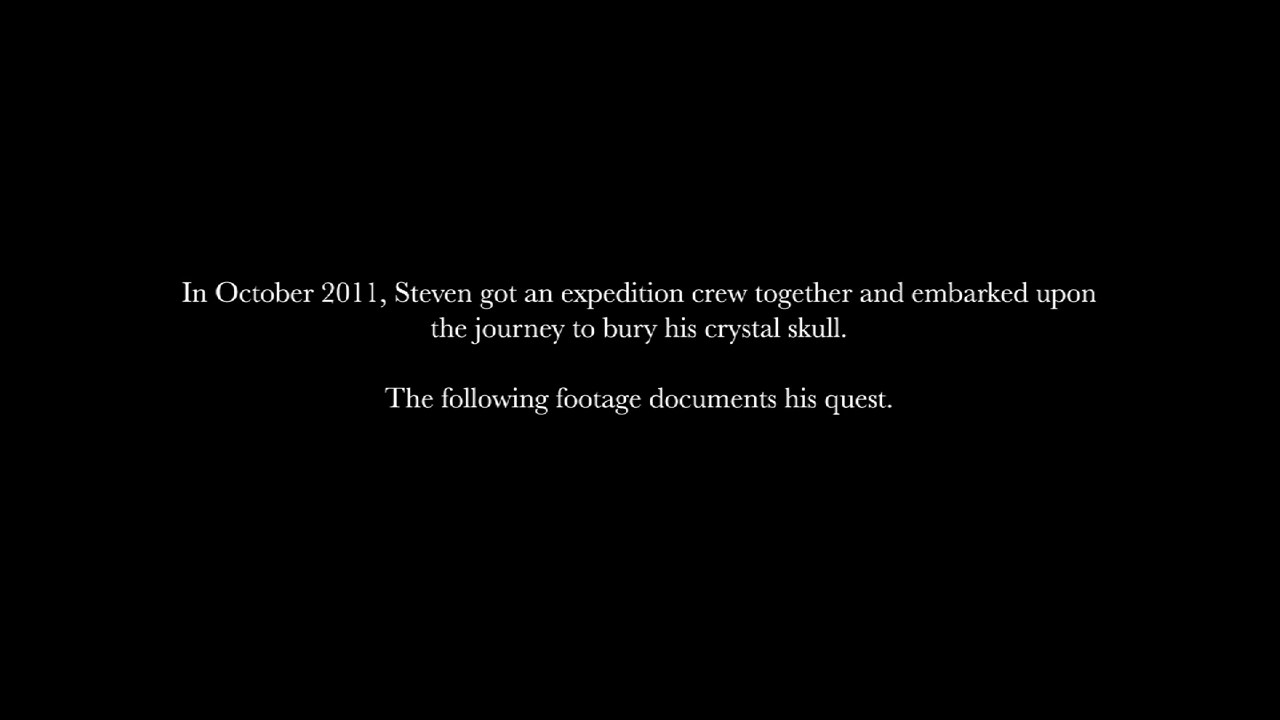 In October 2011, Steven got an expedition crew together and embarked upon
the journey to bury his crystal skull.
The following footage documents his quest.